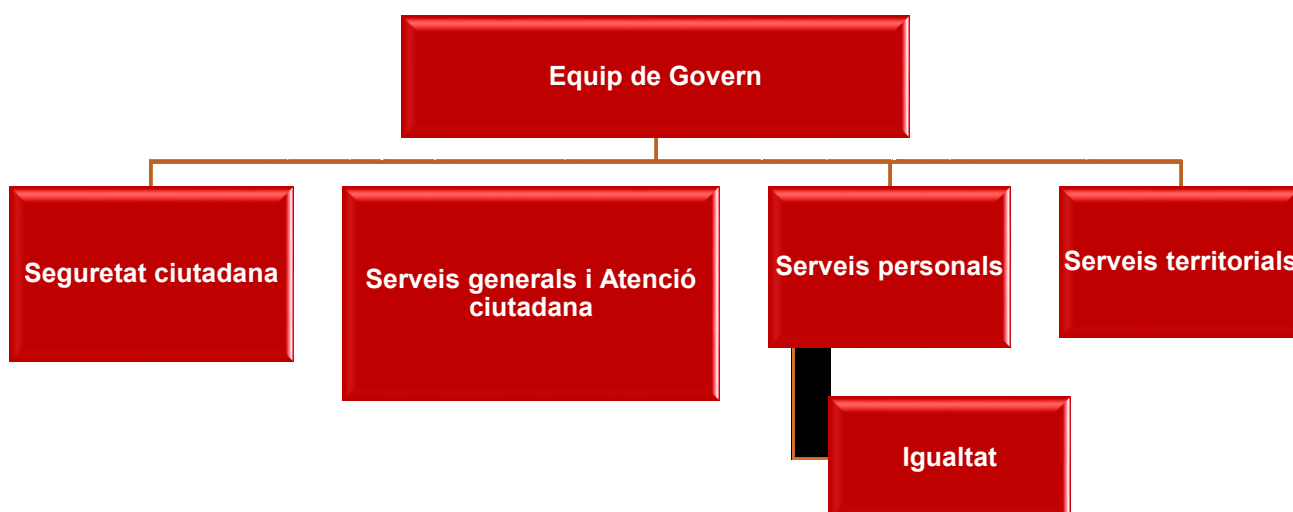 Equip de Govern
Seguretat ciutadana
Serveis generals i Atenció
ciutadana
Serveis personals
Serveis territorials
Igualtat